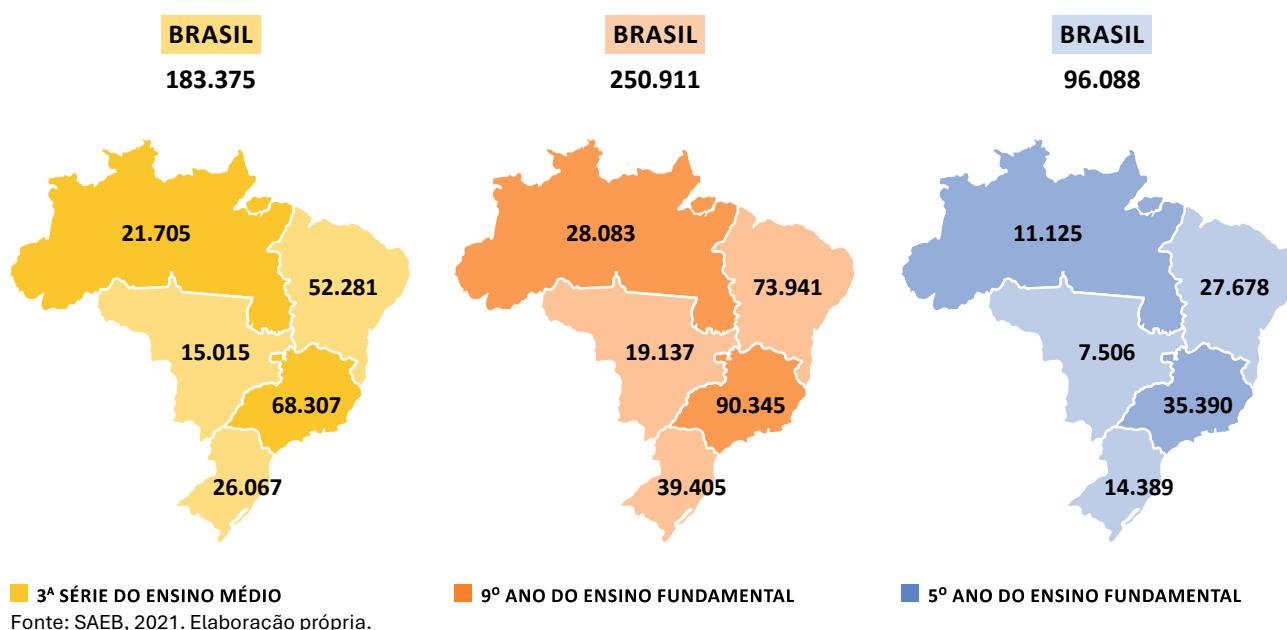 BRASIL
183.375
21.705
52.281
15.015
68.307
26.067
3ª SÉRIE DO ENSINO MÉDIO
BRASIL
250.911
28.083
73.941
19.137
90.345
39.405
9º ANO DO ENSINO FUNDAMENTAL
BRASIL
96.088
11.125
27.678
7.506
35.390
14.389
5º ANO DO ENSINO FUNDAMENTAL
Fonte: SAEB, 2021. Elaboração própria.